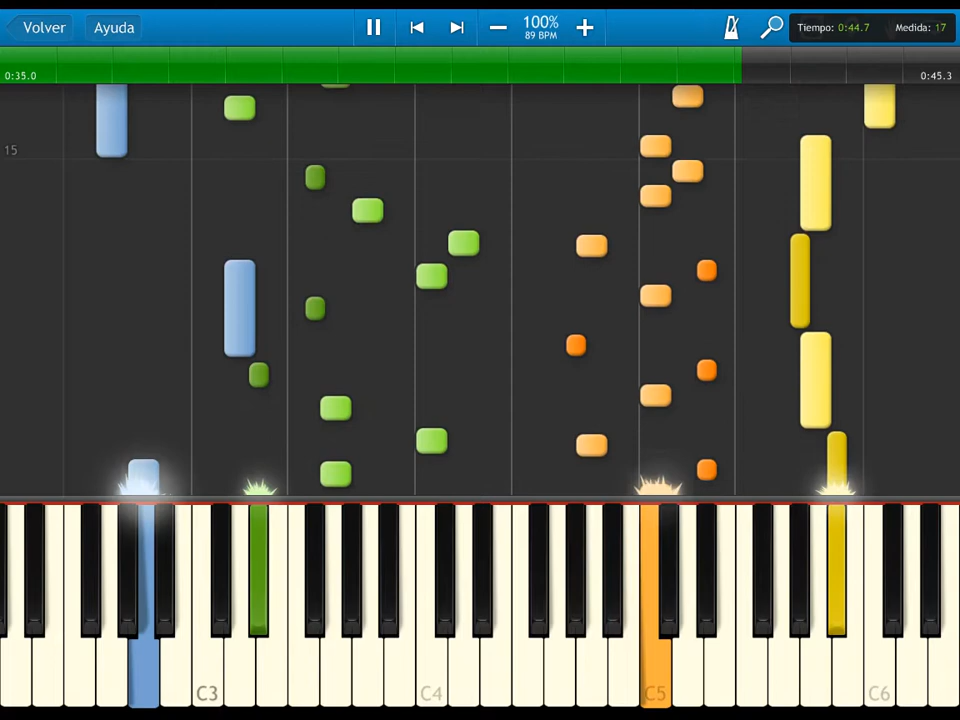 Volver
Ayuda
100%
89 BPM
Tiempo: 0:44.7
Medida: 17
0:35.0
0:45.3
15
C3
C4
C5
C6